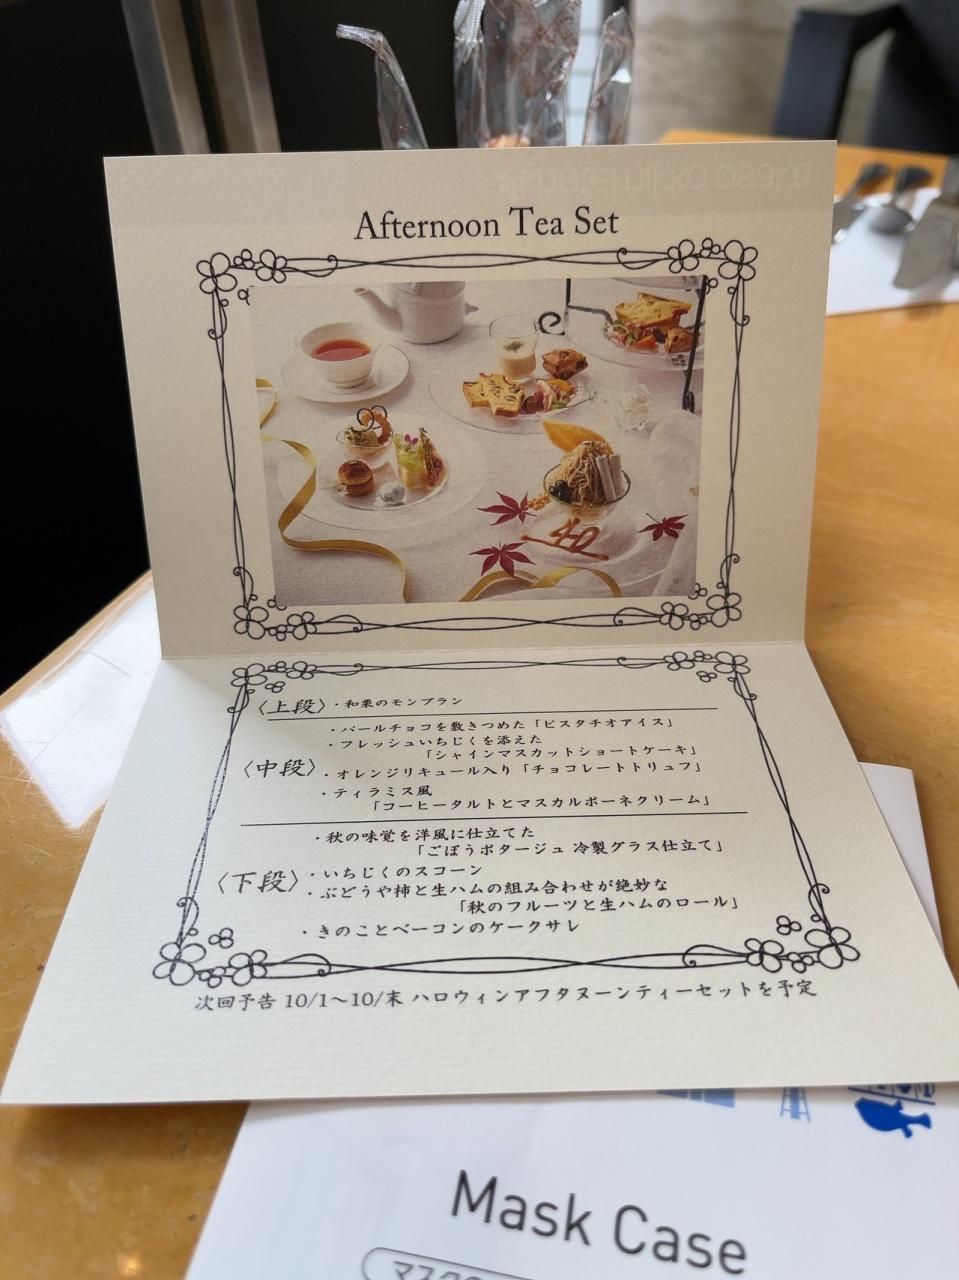 hotel nikko osaka
Afternoon Tea Set
40
〈上段〉・和栗のモンブラン
・パールチョコを敷きつめた「ピスタチオアイス」
・フレッシュいちじくを添えた
「シャインマスカットショートケーキ」
〈中段〉・オレンジリキュール入り「チョコレートトリュフ」
・ティラミス風
「コーヒータルトとマスカルポーネクリーム」
・秋の味覚を洋風に仕立てた
「ごぼうポタージュ 冷製グラス仕立て」
〈下段〉・いちじくのスコーン
・ぶどうや柿と生ハムの組み合わせが絶妙な
「秋のフルーツと生ハムのロール」
・きのことベーコンのケークサレ
次回予告 10/1〜10/末 ハロウィンアフタヌーンティーセットを予定
Mask Case
マスク